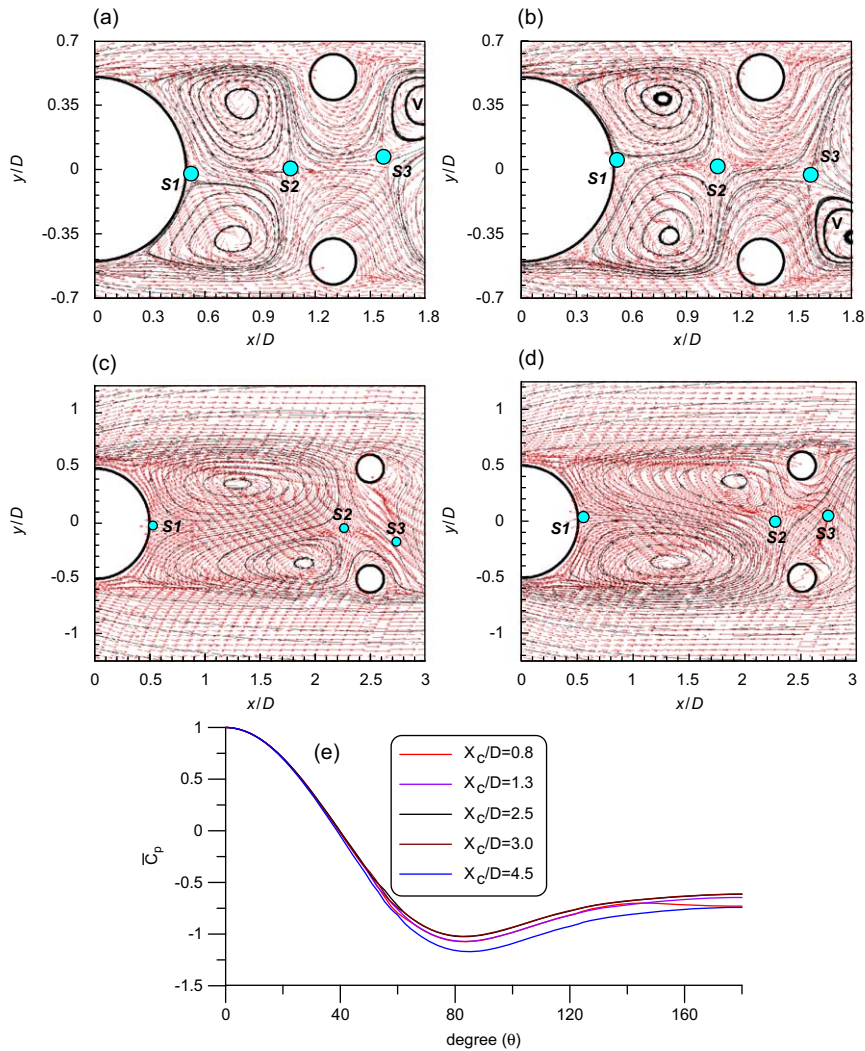 (a)
(b)
0.7
0.35
0
-0.35
-0.7
y/D
S1
S2
S3
V
0
0.3
0.6
0.9
1.2
1.5
1.8
x/D
0.7
0.35
0
-0.35
-0.7
y/D
S1
S2
S3
V
0
0.3
0.6
0.9
1.2
1.5
1.8
x/D
(c)
(d)
1
0.5
0
-0.5
-1
y/D
S1
S2
S3
0
0.5
1
1.5
2
2.5
3
x/D
1
0.5
0
-0.5
-1
y/D
S1
S2
S3
0
0.5
1
1.5
2
2.5
3
x/D
(e)
1
0.5
0
-0.5
-1
-1.5
C̅p
Xc/D=0.8
Xc/D=1.3
Xc/D=2.5
Xc/D=3.0
Xc/D=4.5
0
40
80
120
160
degree (θ)